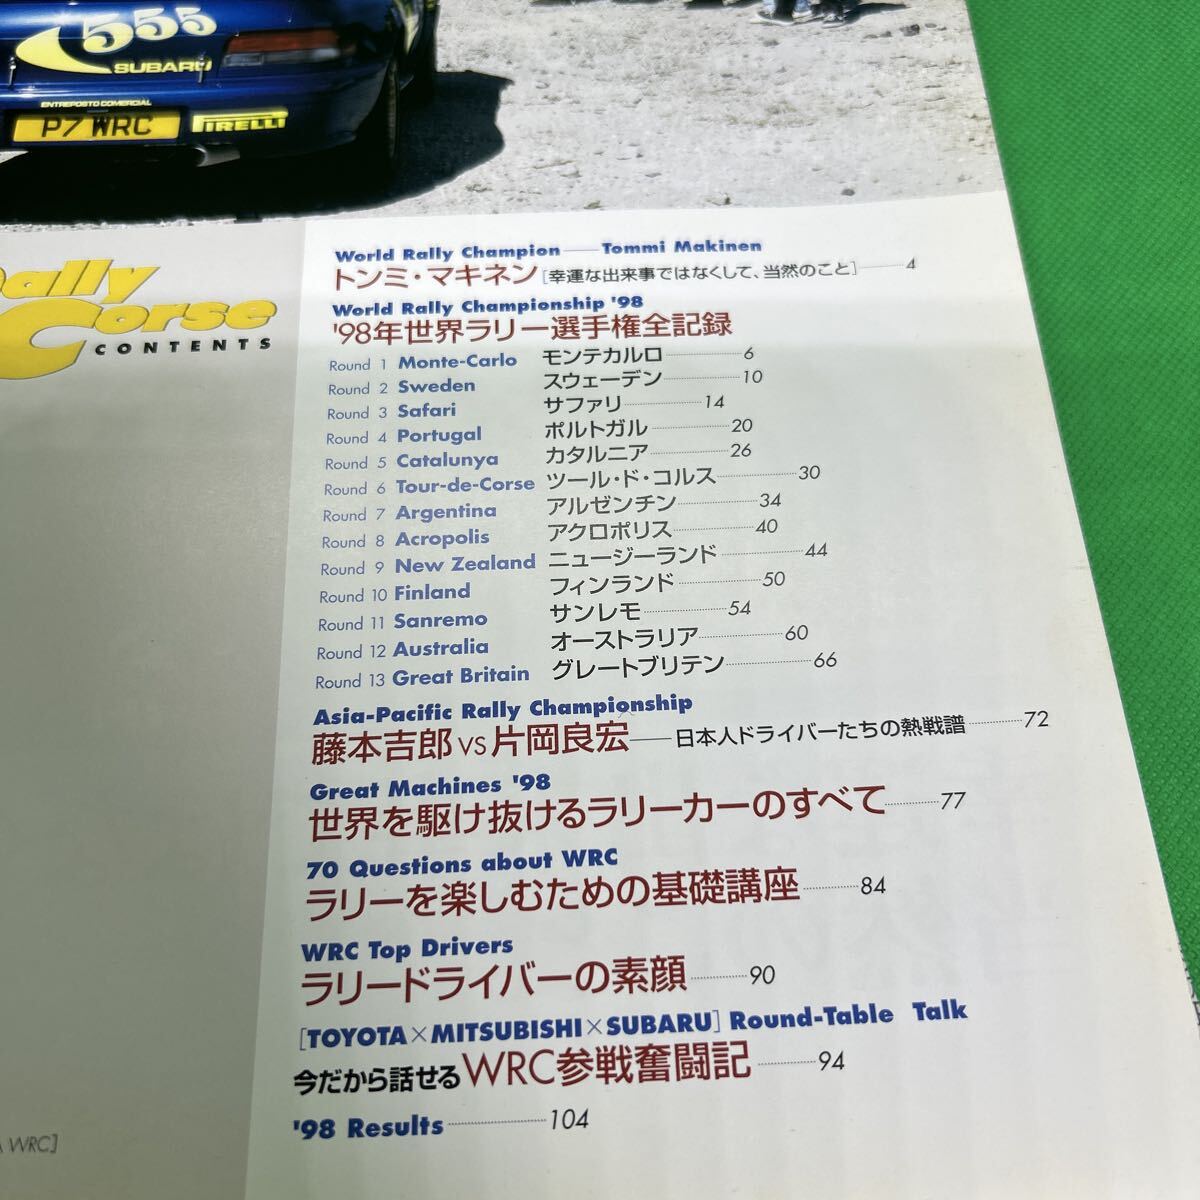 555
SUBARU
ENTREPOSTO COMERCIAL
P7 WRC
PIRELLI
Rally
Corse
CONTENTS
World Rally Champion — Tommi Makinen
トンミ・マキネン [幸運な出来事ではなくして、当然のこと] 4
World Rally Championship '98
'98年世界ラリー選手権全記録
Round 1 Monte-Carlo モンテカルロ 6
Round 2 Sweden スウェーデン 10
Round 3 Safari サファリ 14
Round 4 Portugal ポルトガル 20
Round 5 Catalunya カタルニア 26
Round 6 Tour-de-Corse ツール・ド・コルス 30
Round 7 Argentina アルゼンチン 34
Round 8 Acropolis アクロポリス 40
Round 9 New Zealand ニュージーランド 44
Round 10 Finland フィンランド 50
Round 11 Sanremo サンレモ 54
Round 12 Australia オーストラリア 60
Round 13 Great Britain グレートブリテン 66
Asia-Pacific Rally Championship
藤本吉郎 vs 片岡良宏 — 日本人ドライバーたちの熱戦譜 72
Great Machines '98
世界を駆け抜けるラリーカーのすべて 77
70 Questions about WRC
ラリーを楽しむための基礎講座 84
WRC Top Drivers
ラリードライバーの素顔 90
[TOYOTA×MITSUBISHI×SUBARU] Round-Table Talk
今だから話せるWRC参戦奮闘記 94
'98 Results 104
WRC]